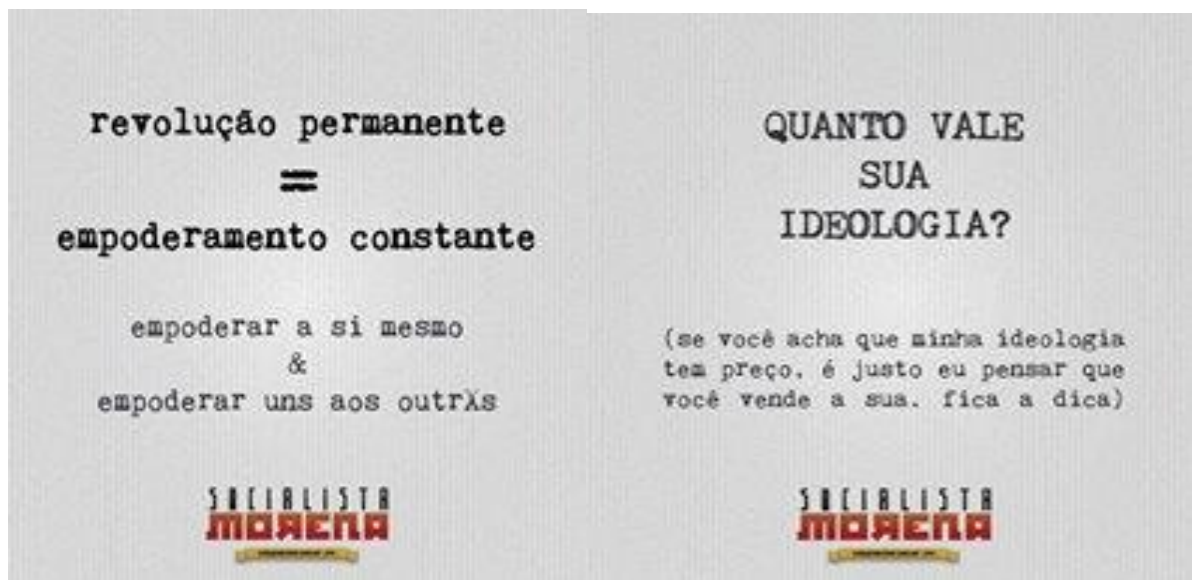 revolução permanente
=
empoderamento constante
empoderar a si mesmo
&
empoderar uns aos outrXs
SOCIALISTA
MORENA
QUANTO VALE
SUA
IDEOLOGIA?
(se você acha que minha ideologia
tem preço, é justo eu pensar que
você vende a sua. fica a dica)
SOCIALISTA
MORENA